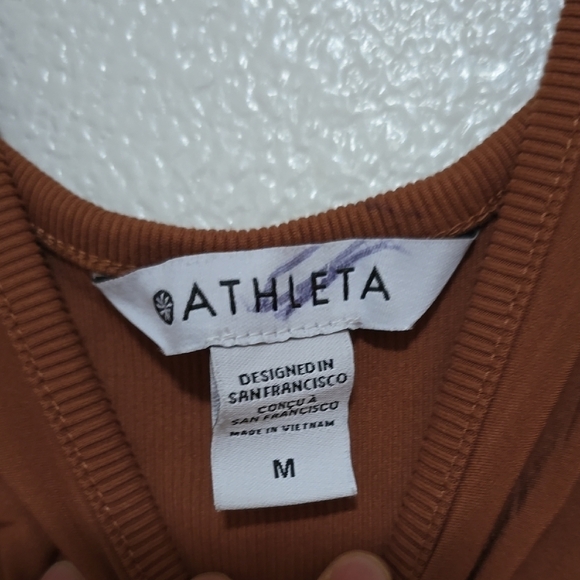 ATHLETA
DESIGNED IN
SAN FRANCISCO
CONÇU À
SAN FRANCISCO
MADE IN VIETNAM
M